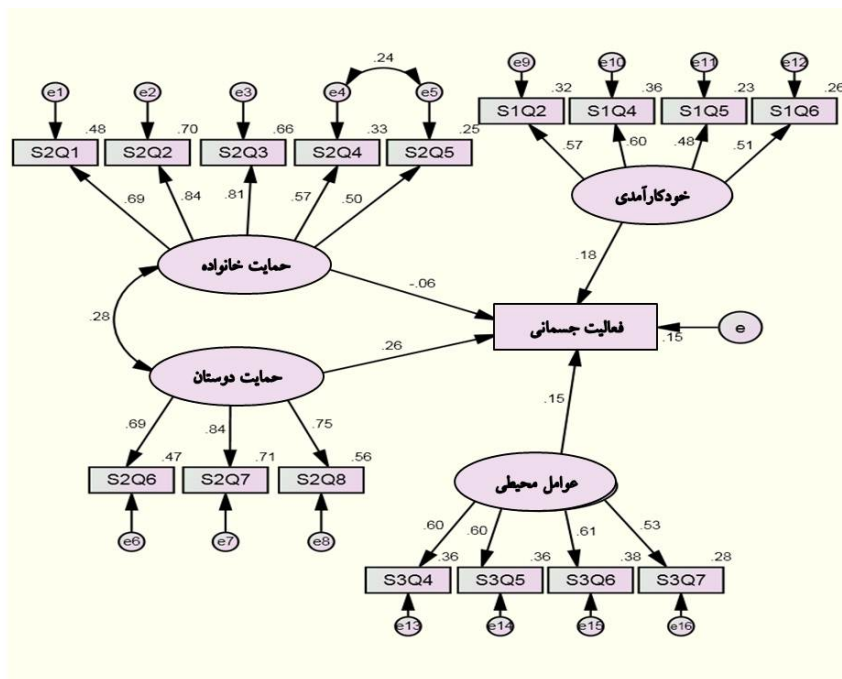 .24
e1 e2 e3 e4 e5
.48 .70 .66 .33 .25
S2Q1 S2Q2 S2Q3 S2Q4 S2Q5
.69 .84 .81 .57 .50
حمایت خانواده
e9 e10 e11 e12
.32 .36 .23 .26
S1Q2 S1Q4 S1Q5 S1Q6
.57 .60 .48 .51
خودکارآمدی
.18
-.06
.28
فعالیت جسمانی
.15
e
.26
حمایت دوستان
.15
.69 .84 .75
.47 .71 .56
S2Q6 S2Q7 S2Q8
e6 e7 e8
عوامل محیطی
.60 .60 .61 .53
.36 .36 .38 .28
S3Q4 S3Q5 S3Q6 S3Q7
e13 e14 e15 e16